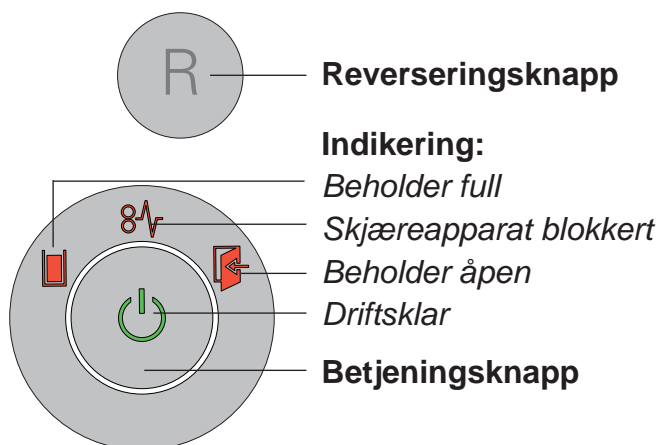 R
Reverseringsknapp
Indikering:
Beholder full
Skjæreapparat blokkert
Beholder åpen
Driftsklar
Betjeningsknapp